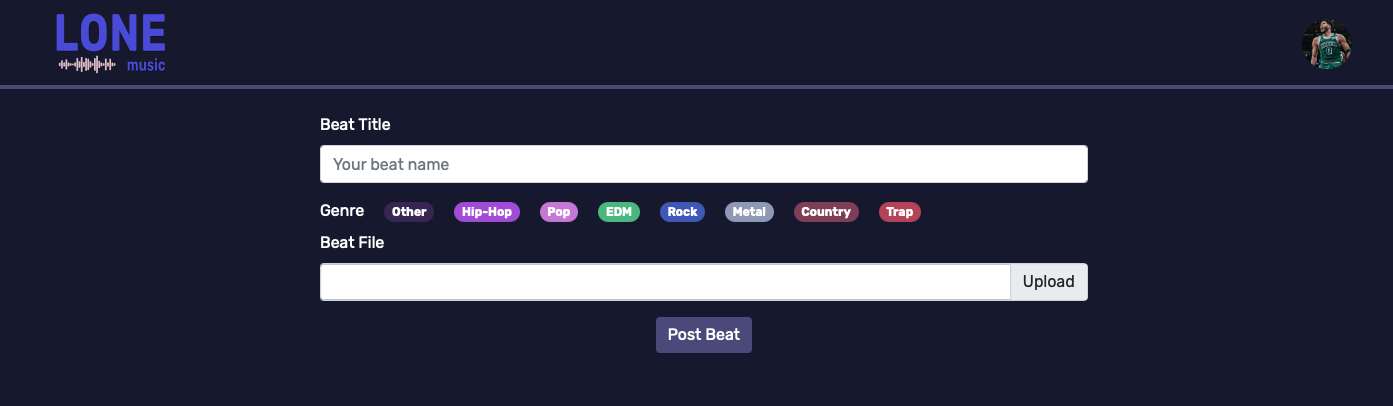 LONE
music
Beat Title
Your beat name
Genre Other Hip-Hop Pop EDM Rock Metal Country Trap
Beat File
Upload
Post Beat